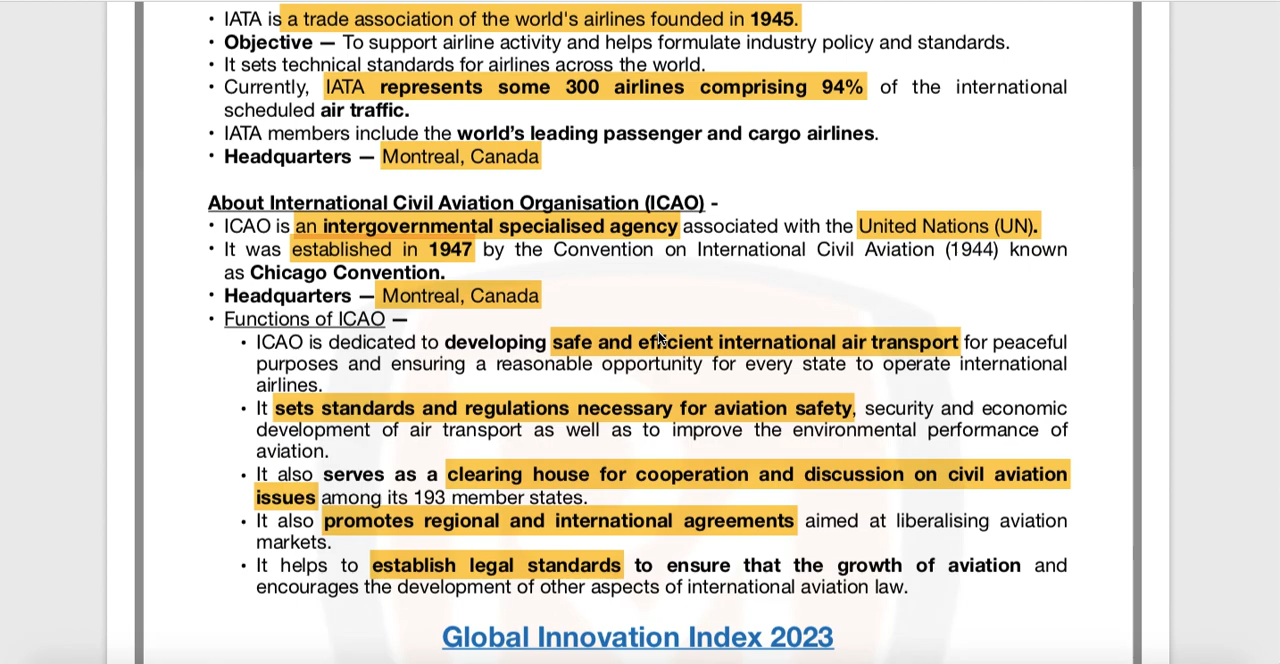 • IATA is a trade association of the world's airlines founded in 1945.
• Objective — To support airline activity and helps formulate industry policy and standards.
• It sets technical standards for airlines across the world.
• Currently, IATA represents some 300 airlines comprising 94% of the international
scheduled air traffic.
• IATA members include the world’s leading passenger and cargo airlines.
• Headquarters — Montreal, Canada
About International Civil Aviation Organisation (ICAO) -
• ICAO is an intergovernmental specialised agency associated with the United Nations (UN).
• It was established in 1947 by the Convention on International Civil Aviation (1944) known
as Chicago Convention.
• Headquarters — Montreal, Canada
• Functions of ICAO —
• ICAO is dedicated to developing safe and efficient international air transport for peaceful
purposes and ensuring a reasonable opportunity for every state to operate international
airlines.
• It sets standards and regulations necessary for aviation safety, security and economic
development of air transport as well as to improve the environmental performance of
aviation.
• It also serves as a clearing house for cooperation and discussion on civil aviation
issues among its 193 member states.
• It also promotes regional and international agreements aimed at liberalising aviation
markets.
• It helps to establish legal standards to ensure that the growth of aviation and
encourages the development of other aspects of international aviation law.
Global Innovation Index 2023